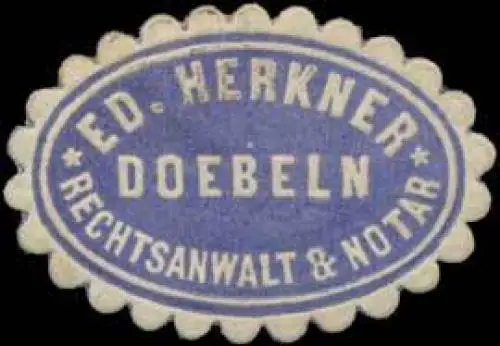 ED. HERKNER
DOEBELN
* RECHTSANWALT & NOTAR *